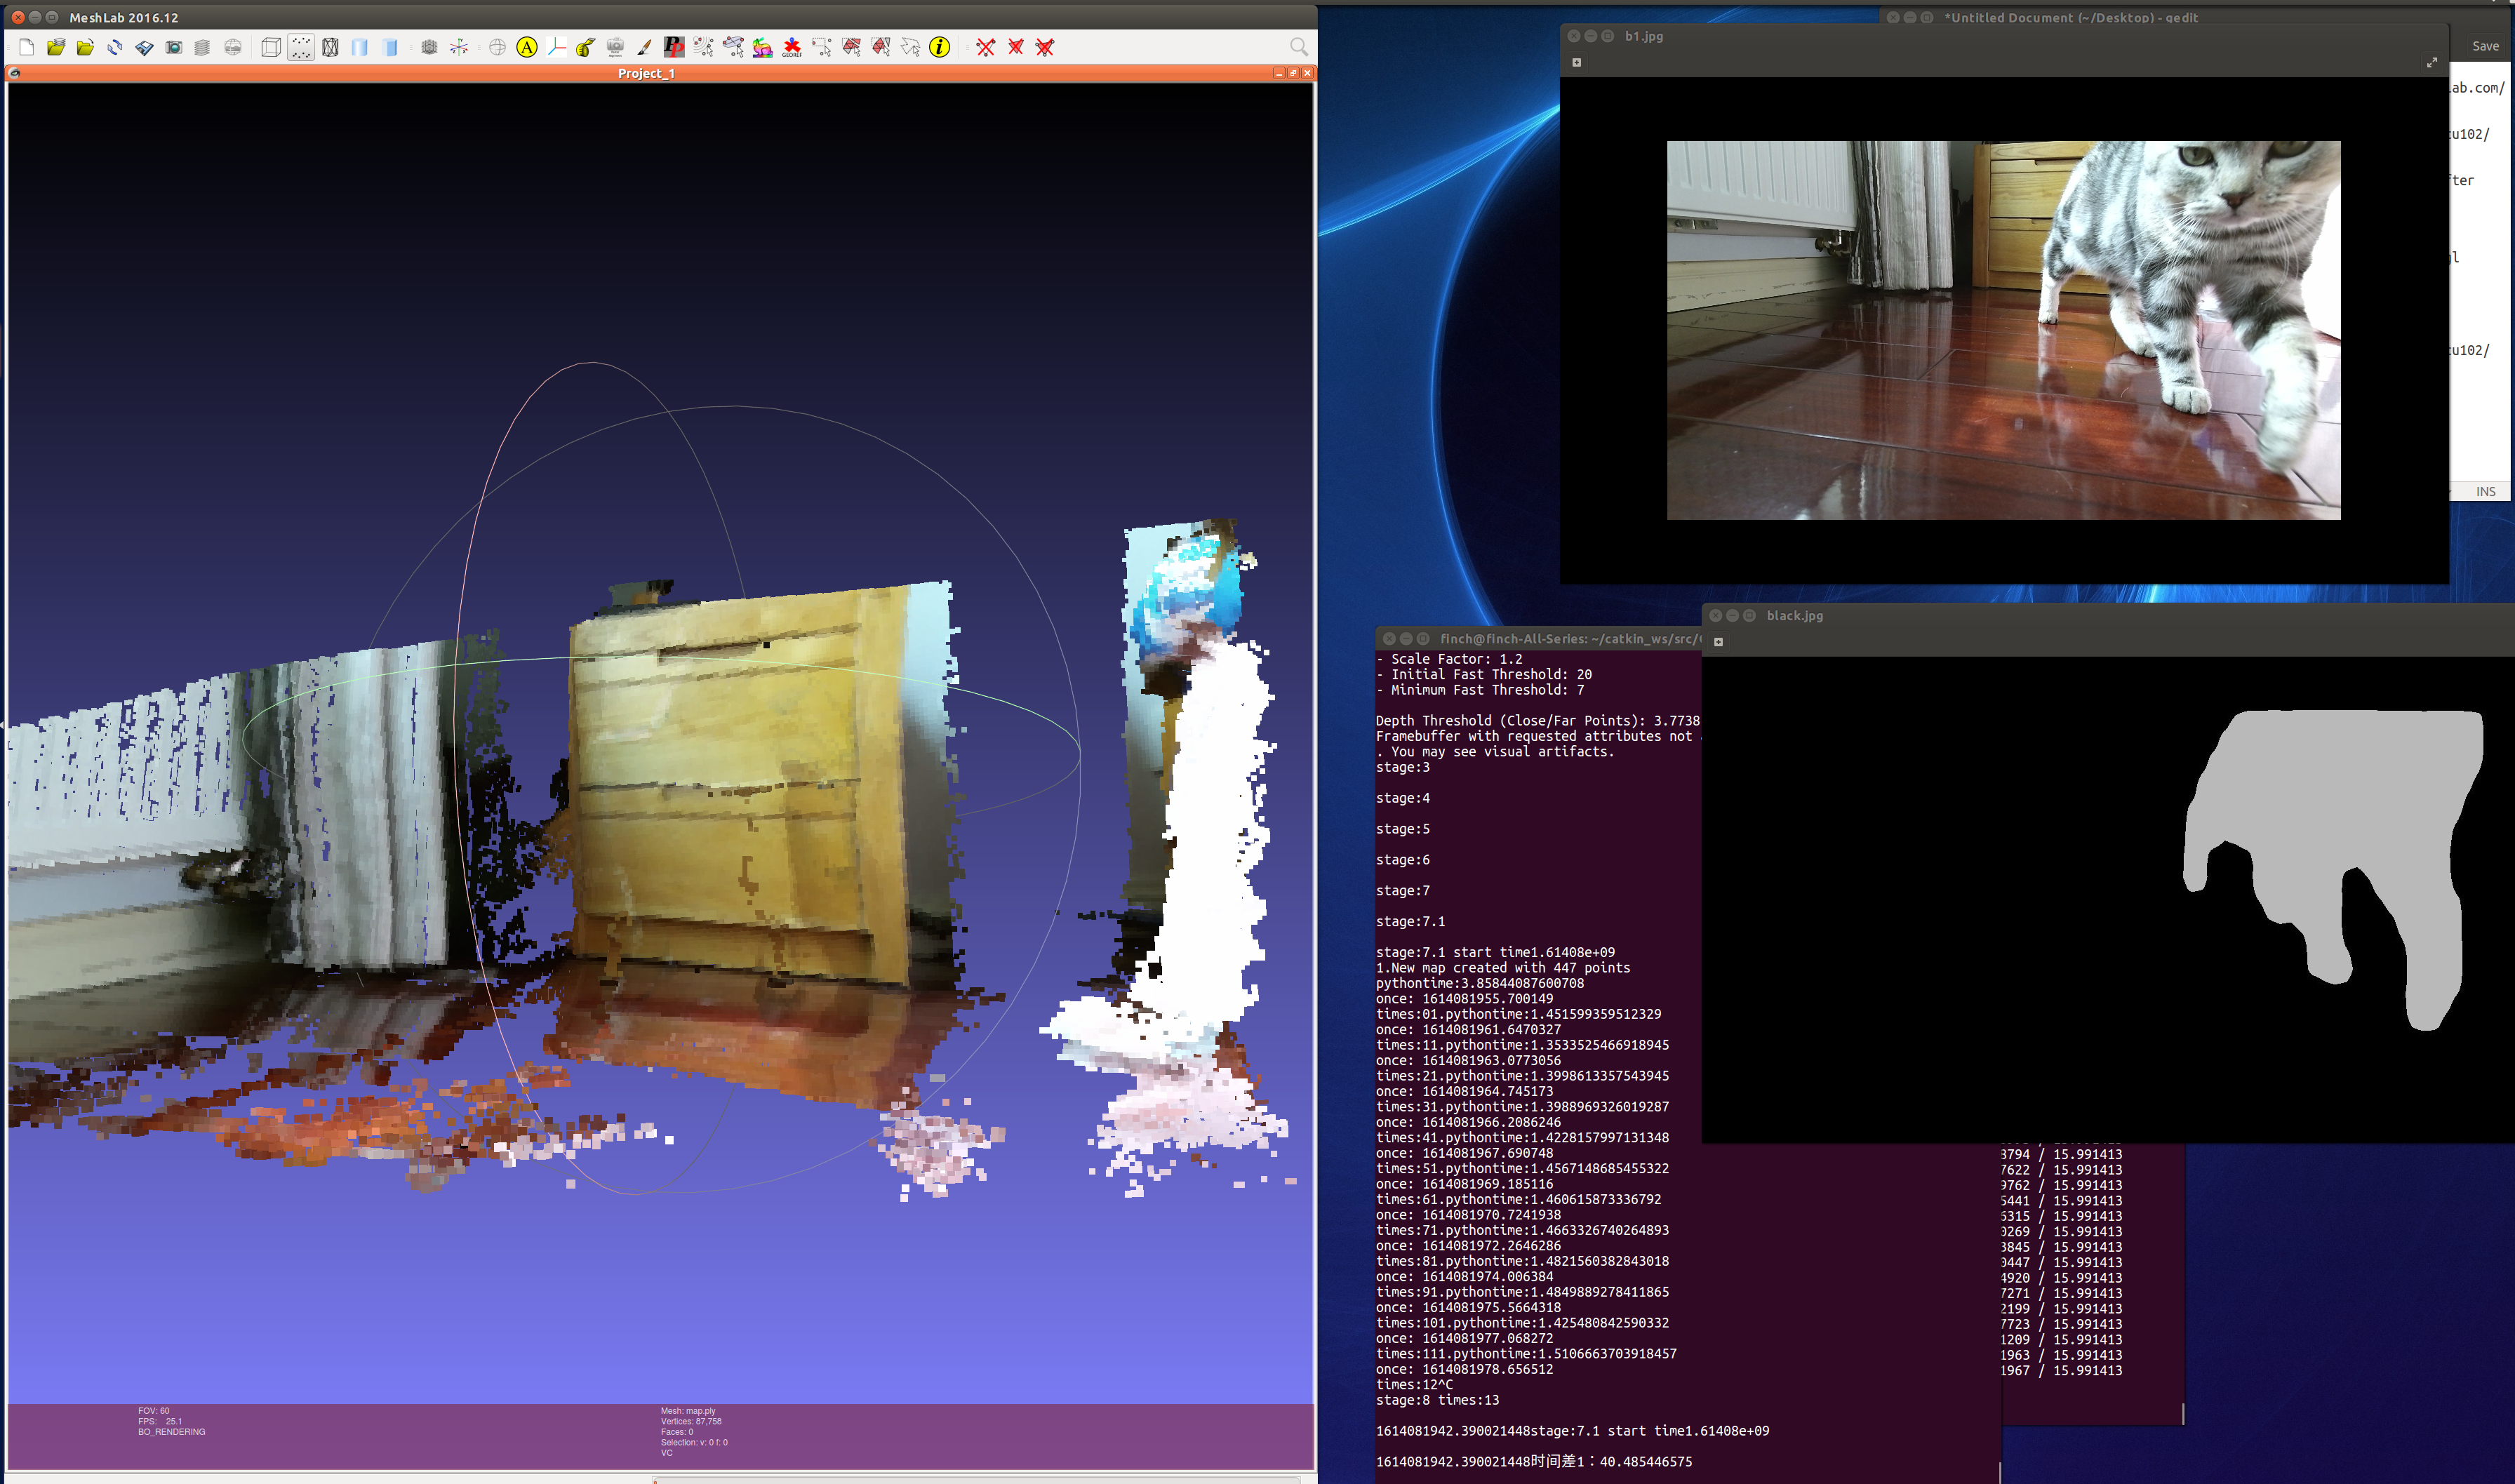 MeshLab 2016.12
Project_1
FOV: 60
FPS: 25.1
BO_RENDERING
Mesh: map.ply
Vertices: 87,758
Faces: 0
Selection: v: 0 f: 0
VC
*Untitled Document (~/Desktop) - gedit
Save
ab.com/
u102/
ter
u102/
INS
b1.jpg
black.jpg
finch@finch-All-Series: ~/catkin_ws/src/
- Scale Factor: 1.2
- Initial Fast Threshold: 20
- Minimum Fast Threshold: 7
Depth Threshold (Close/Far Points): 3.7738
Framebuffer with requested attributes not
. You may see visual artifacts.
stage:3
stage:4
stage:5
stage:6
stage:7
stage:7.1
stage:7.1 start time1.61408e+09
1.New map created with 447 points
pythontime:3.85844087600708
once: 1614081955.700149
times:01.pythontime:1.451599359512329
once: 1614081961.6470327
times:11.pythontime:1.3533525466918945
once: 1614081963.0773056
times:21.pythontime:1.3998613357543945
once: 1614081964.745173
times:31.pythontime:1.3988969326019287
once: 1614081966.2086246
times:41.pythontime:1.4228157997131348
once: 1614081967.690748
times:51.pythontime:1.4567148685455322
once: 1614081969.185116
times:61.pythontime:1.460615873336792
once: 1614081970.7241938
times:71.pythontime:1.4663326740264893
once: 1614081972.2646286
times:81.pythontime:1.4821560382843018
once: 1614081974.006384
times:91.pythontime:1.4849889278411865
once: 1614081975.5664318
times:101.pythontime:1.425480842590332
once: 1614081977.068272
times:111.pythontime:1.5106663703918457
once: 1614081978.656512
times:12^C
stage:8 times:13
1614081942.390021448stage:7.1 start time1.61408e+09
1614081942.390021448时间差1：40.485446575
3794 / 15.991413
7622 / 15.991413
9762 / 15.991413
5441 / 15.991413
6315 / 15.991413
0269 / 15.991413
3845 / 15.991413
0447 / 15.991413
4920 / 15.991413
7271 / 15.991413
2199 / 15.991413
7723 / 15.991413
1209 / 15.991413
1963 / 15.991413
1967 / 15.991413